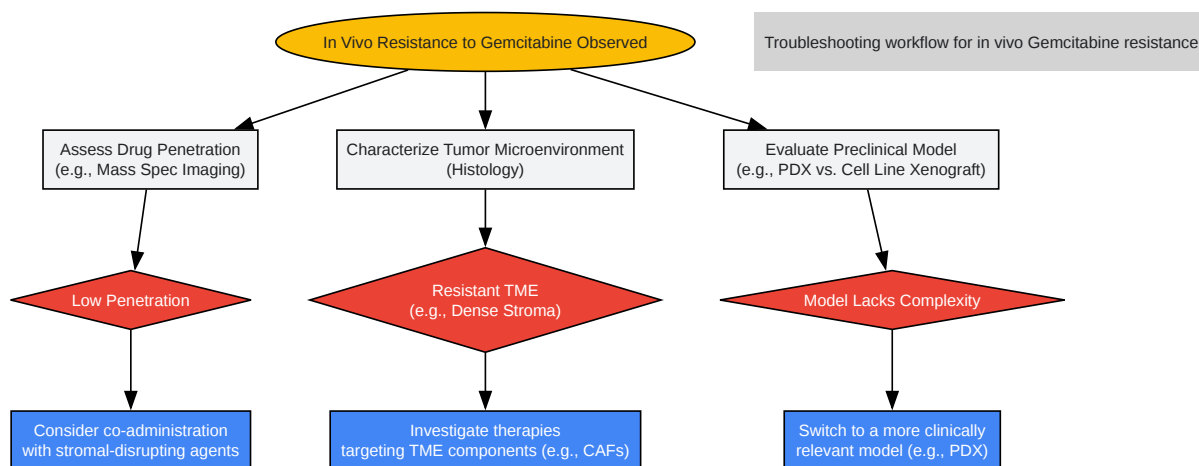 In Vivo Resistance to Gemcitabine Observed
Troubleshooting workflow for in vivo Gemcitabine resistance
Assess Drug Penetration
(e.g., Mass Spec Imaging)
Characterize Tumor Microenvironment
(Histology)
Evaluate Preclinical Model
(e.g., PDX vs. Cell Line Xenograft)
Low Penetration
Resistant TME
(e.g., Dense Stroma)
Model Lacks Complexity
Consider co-administration
with stromal-disrupting agents
Investigate therapies
targeting TME components (e.g., CAFs)
Switch to a more clinically
relevant model (e.g., PDX)